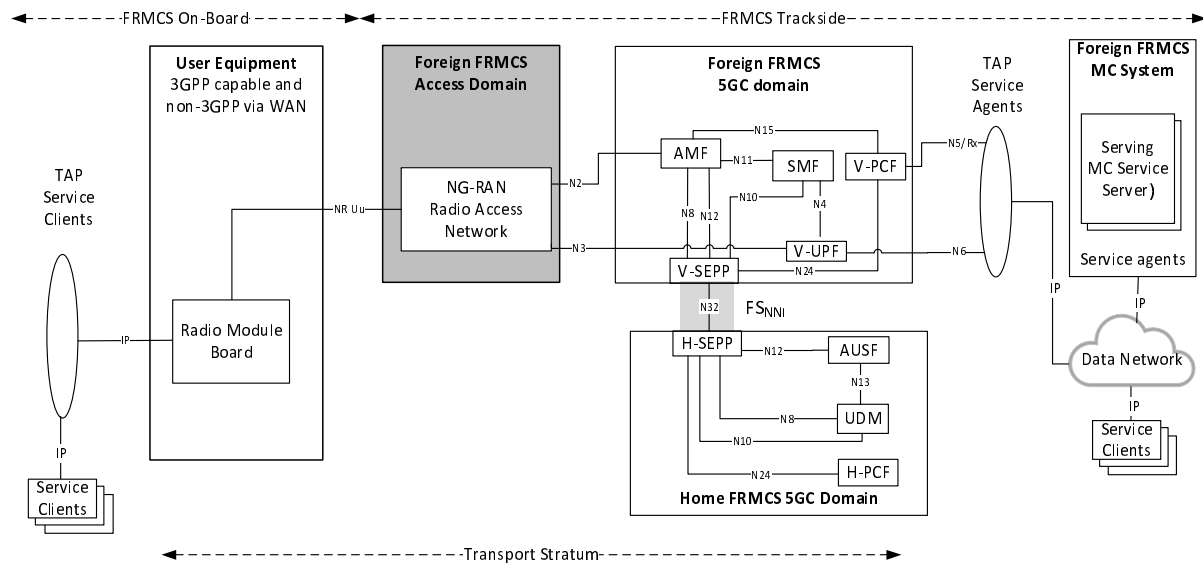 FRMCS On-Board
FRMCS Trackside
User Equipment
3GPP capable and
non-3GPP via WAN
Foreign FRMCS
Access Domain
Foreign FRMCS
5GC domain
TAP
Service
Agents
Foreign FRMCS
MC System
TAP
Service
Clients
NR Uu
NG-RAN
Radio Access
Network
N2
N3
AMF
N15
N11
SMF
V-PCF
N5/Rx
N8
N12
N10
N4
V-UPF
N6
V-SEPP
N24
Serving
MC Service
Server)
Service agents
IP
IP
Data Network
IP
Service
Clients
Radio Module
Board
IP
IP
Service
Clients
N32
FSNNI
H-SEPP
N12
AUSF
N13
N8
UDM
N10
N24
H-PCF
Home FRMCS 5GC Domain
Transport Stratum